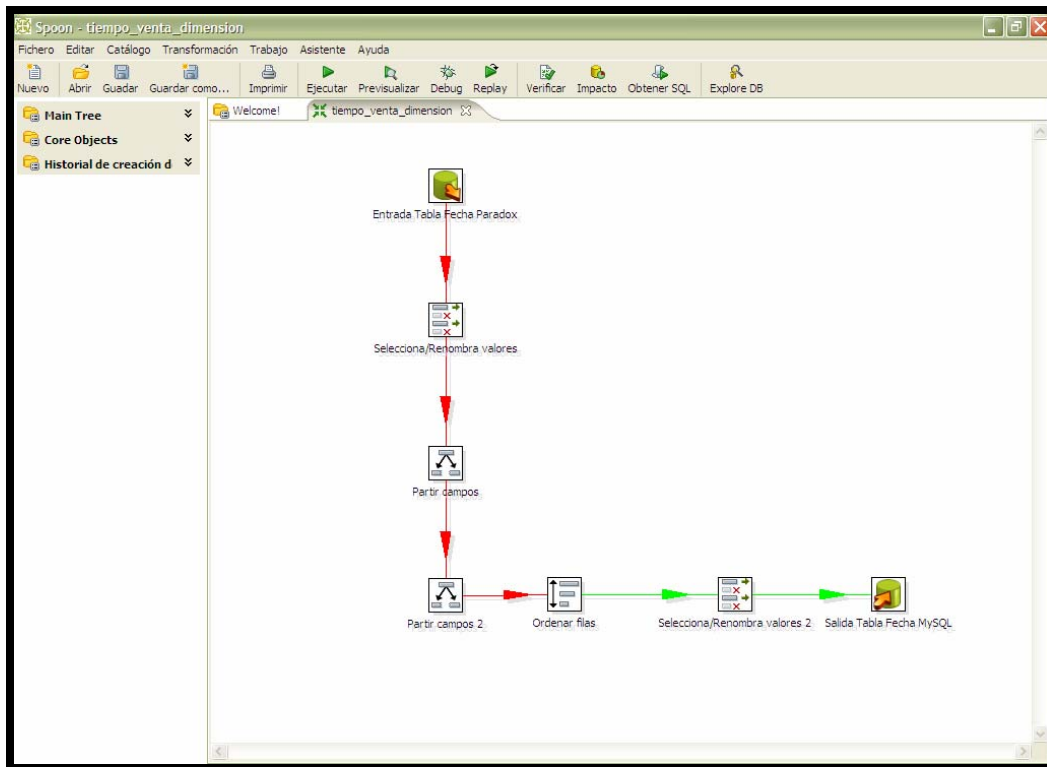 Spoon - tiempo_venta_dimension
Fichero Editar Catálogo Transformación Trabajo Asistente Ayuda
Nuevo Abrir Guadar Guardar como... Imprimir Ejecutar Previsualizar Debug Replay Verificar Impacto Obtener SQL Explore DB
Main Tree
Core Objects
Historial de creación d
Welcome! tiempo_venta_dimension
Entrada Tabla Fecha Paradox
Selecciona/Renombra valores
Partir campos
Partir campos 2 Ordenar filas Selecciona/Renombra valores 2 Salida Tabla Fecha MySQL